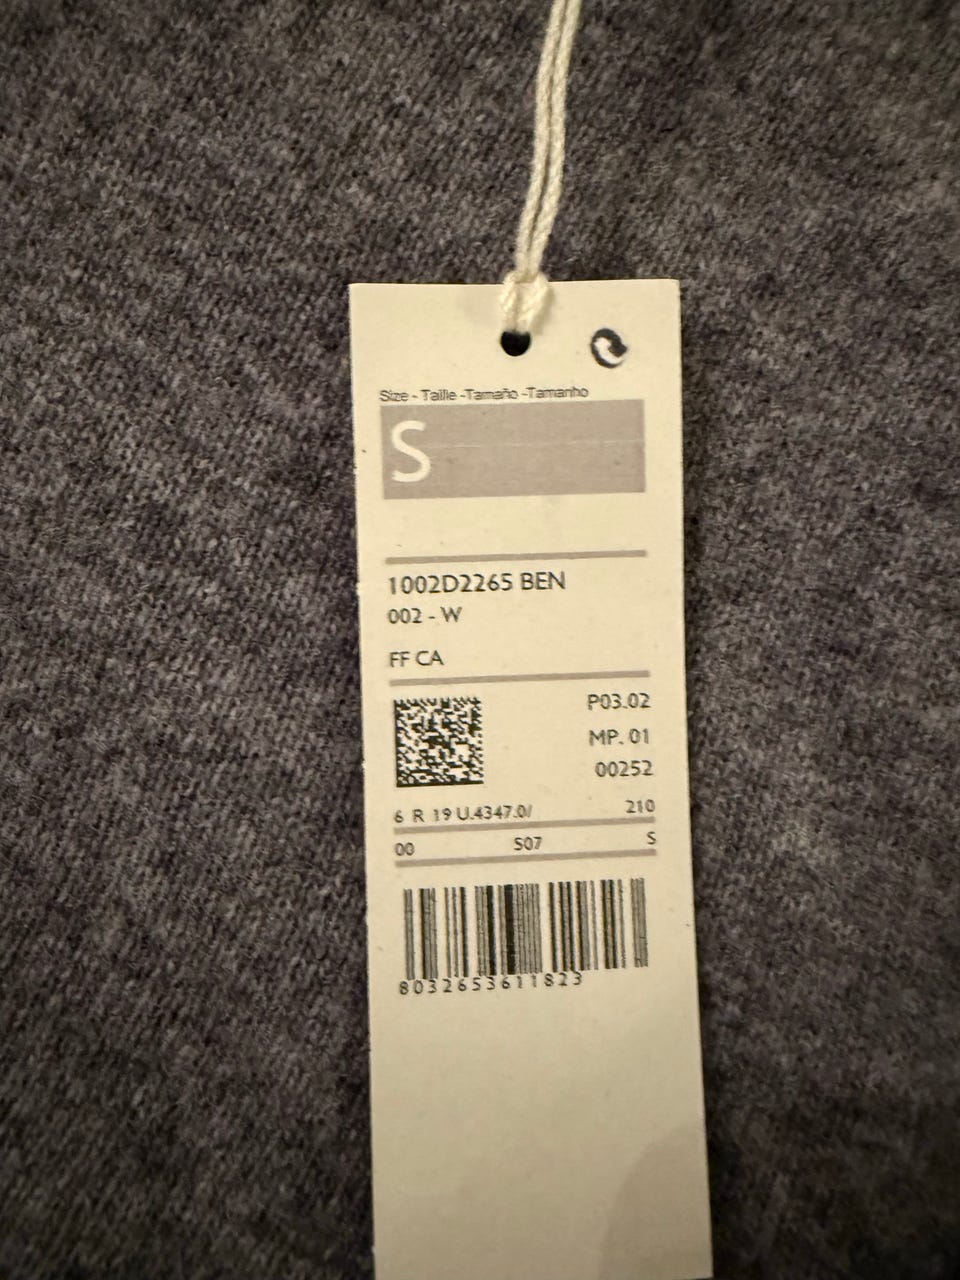 Size - Taille -Tamaño -Tamanho
S
1002D2265 BEN
002 - W
FF CA
P03.02
MP. 01
00252
6 R 19 U.4347.0/ 210
00 S07 S
8032653611823